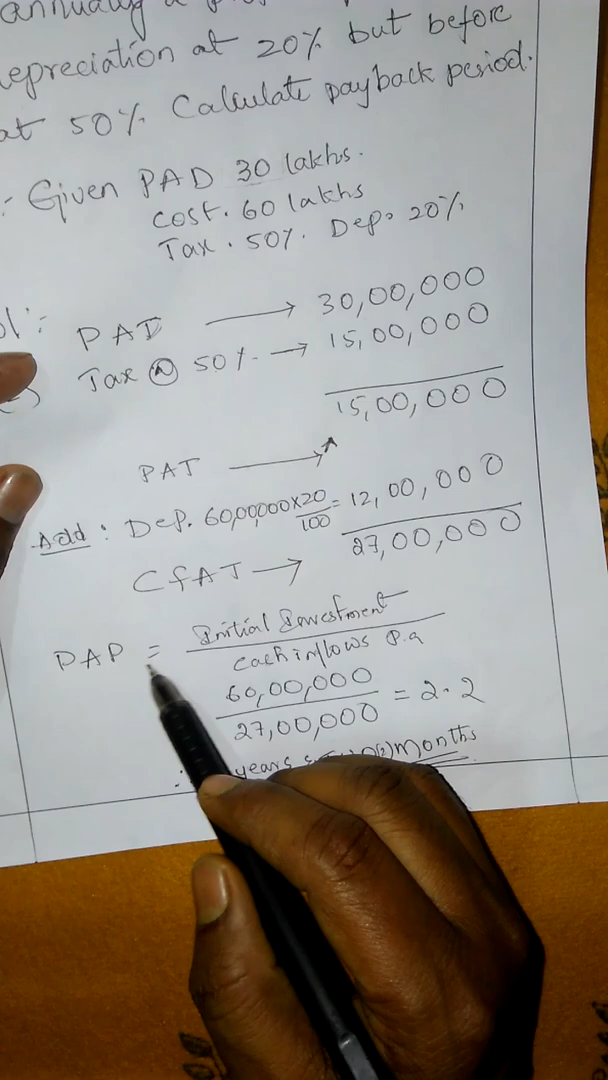 annually a
depreciation at 20% but before
at 50% Calculate payback period.
:- Given PAD 30 lakhs.
Cost. 60 lakhs
Tax. 50%. Dep. 20%
ol:
PAD → 30,00,000
Tax @ 50% → 15,00,000
15,00,000
PAT →
Add: Dep. 60,00,000 x 20/100 = 12,00,000
27,00,000
CFAT →
PAP = Initial Investment
Cash inflows P.a
60,00,000
27,00,000 = 2.2
years months